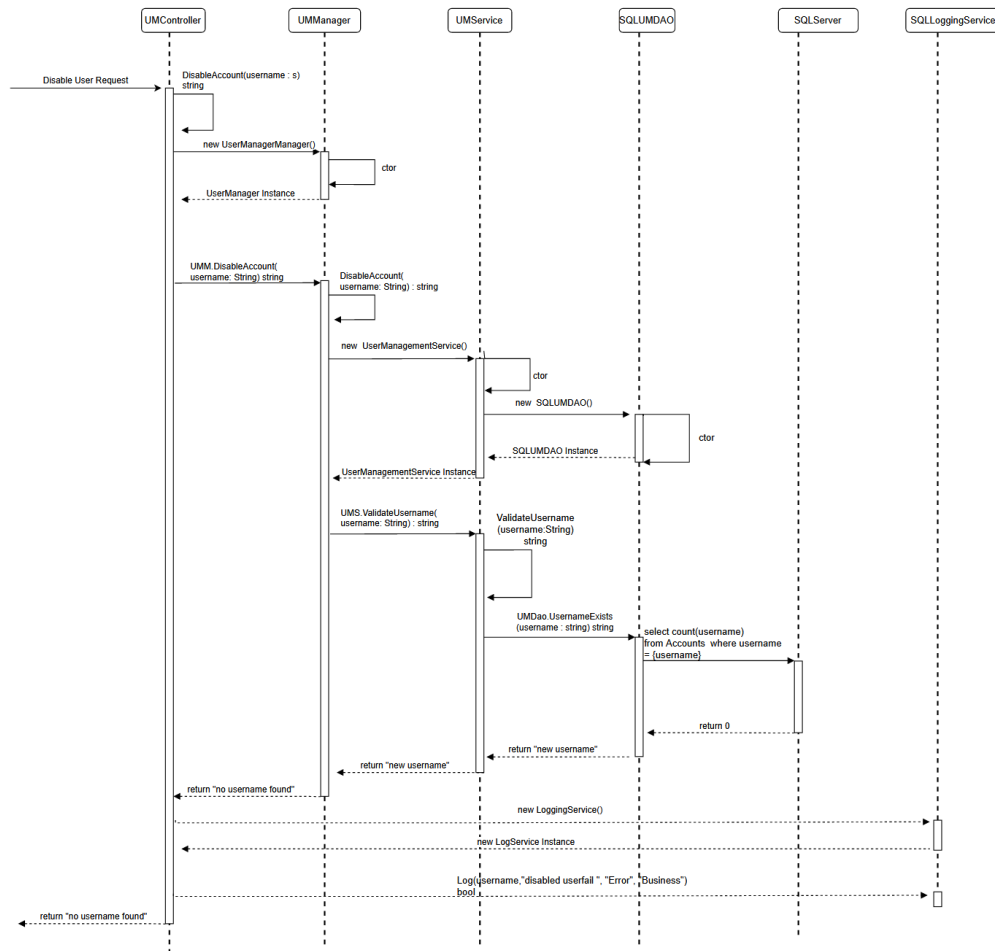 UMController
UMManager
UMService
SQLUMDAO
SQLServer
SQLLoggingService
Disable User Request
DisableAccount(username : s)
string
new UserManagerManager()
ctor
UserManager Instance
UMM.DisableAccount(
username: String) string
DisableAccount(
username: String) : string
new UserManagementService()
ctor
new SQLUMDAO()
ctor
SQLUMDAO Instance
UserManagementService Instance
UMS.ValidateUsername(
username: String) : string
ValidateUsername
(username:String)
string
UMDao.UsernameExists
(username : string) string
select count(username)
from Accounts where username
= {username}
return 0
return "new username"
return "new username"
return "no username found"
new LoggingService()
new LogService Instance
Log(username,"disabled userfail ", "Error", "Business")
bool
return "no username found"